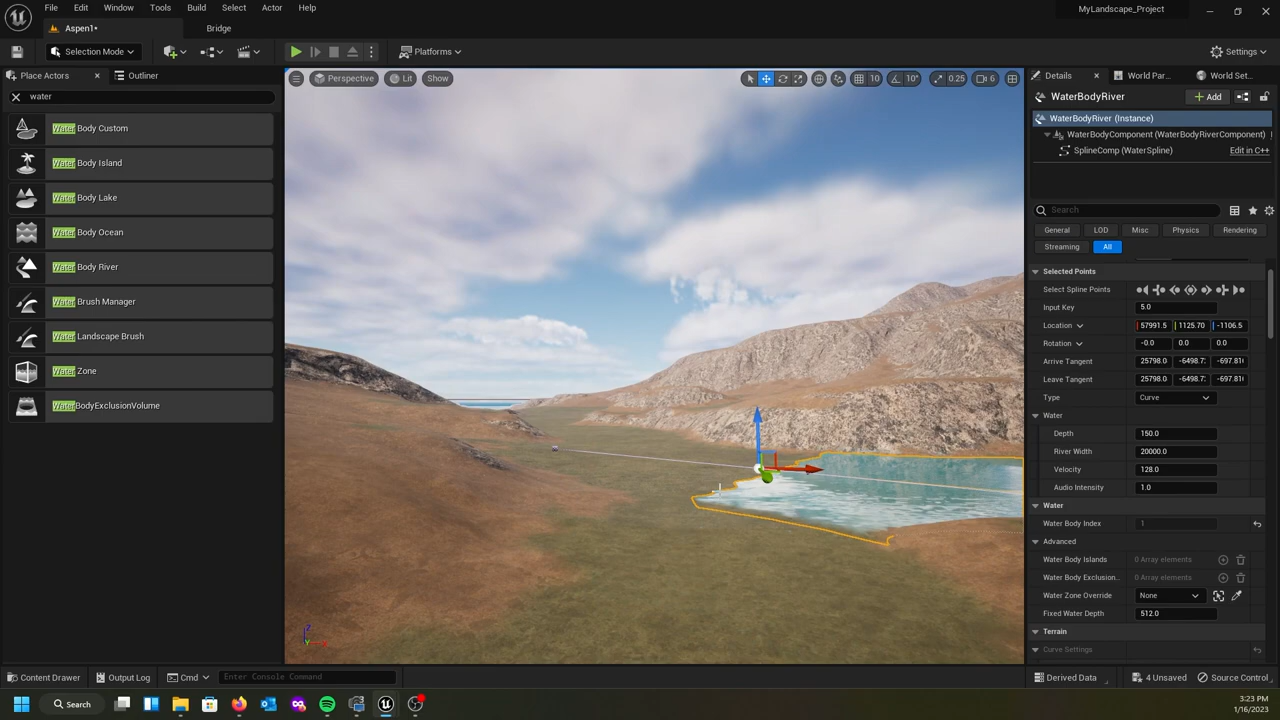 File Edit Window Tools Build Select Actor Help
MyLandscape_Project
Aspen1•
Bridge
Selection Mode
Platforms
Settings
Place Actors
Outliner
water
Water Body Custom
Water Body Island
Water Body Lake
Water Body Ocean
Water Body River
Water Brush Manager
Water Landscape Brush
Water Zone
WaterBodyExclusionVolume
Perspective Lit Show
10 10° 0.25 6
Details
World Par...
World Set...
WaterBodyRiver
Add
WaterBodyRiver (Instance)
WaterBodyComponent (WaterBodyRiverComponent)
SplineComp (WaterSpline) Edit in C++
Search
General LOD Misc Physics Rendering
Streaming All
Selected Points
Select Spline Points
Input Key 5.0
Location 57991.5 1125.70 -1106.5
Rotation -0.0 0.0 0.0
Arrive Tangent 25798.0 -6498.7 -697.81
Leave Tangent 25798.0 -6498.7 -697.81
Type Curve
Water
Depth 150.0
River Width 20000.0
Velocity 128.0
Audio Intensity 1.0
Water
Water Body Index 1
Advanced
Water Body Islands 0 Array elements
Water Body Exclusion... 0 Array elements
Water Zone Override None
Fixed Water Depth 512.0
Terrain
Curve Settings
Content Drawer Output Log Cmd Enter Console Command
Derived Data 4 Unsaved Source Control
Search
3:23 PM
1/16/2023